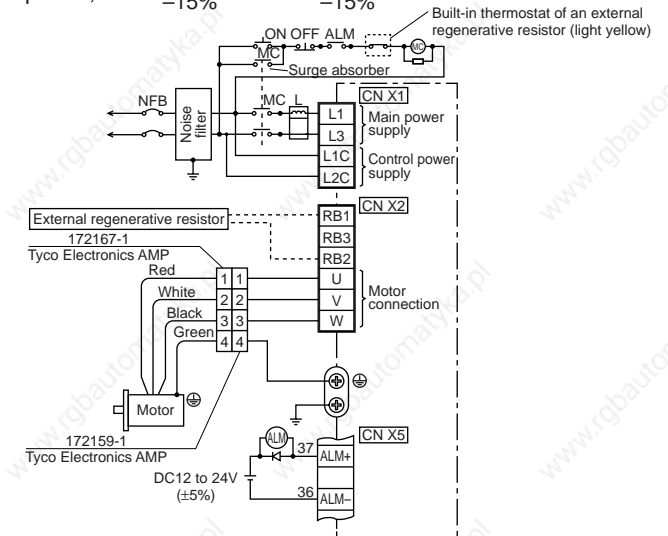 −15%
−15%
Built-in thermostat of an external
regenerative resistor (light yellow)
ON OFF ALM
MC
MC
Surge absorber
NFB
Noise
filter
MC
L
CN X1
L1
L3
L1C
L2C
Main power
supply
Control power
supply
CN X2
External regenerative resistor
RB1
RB3
RB2
U
V
W
Motor
connection
172167-1
Tyco Electronics AMP
Red
White
Black
Green
1 1
2 2
3 3
4 4
Motor
172159-1
Tyco Electronics AMP
ALM
DC12 to 24V
(±5%)
37
36
CN X5
ALM+
ALM−
www.rgbautomatyka.pl